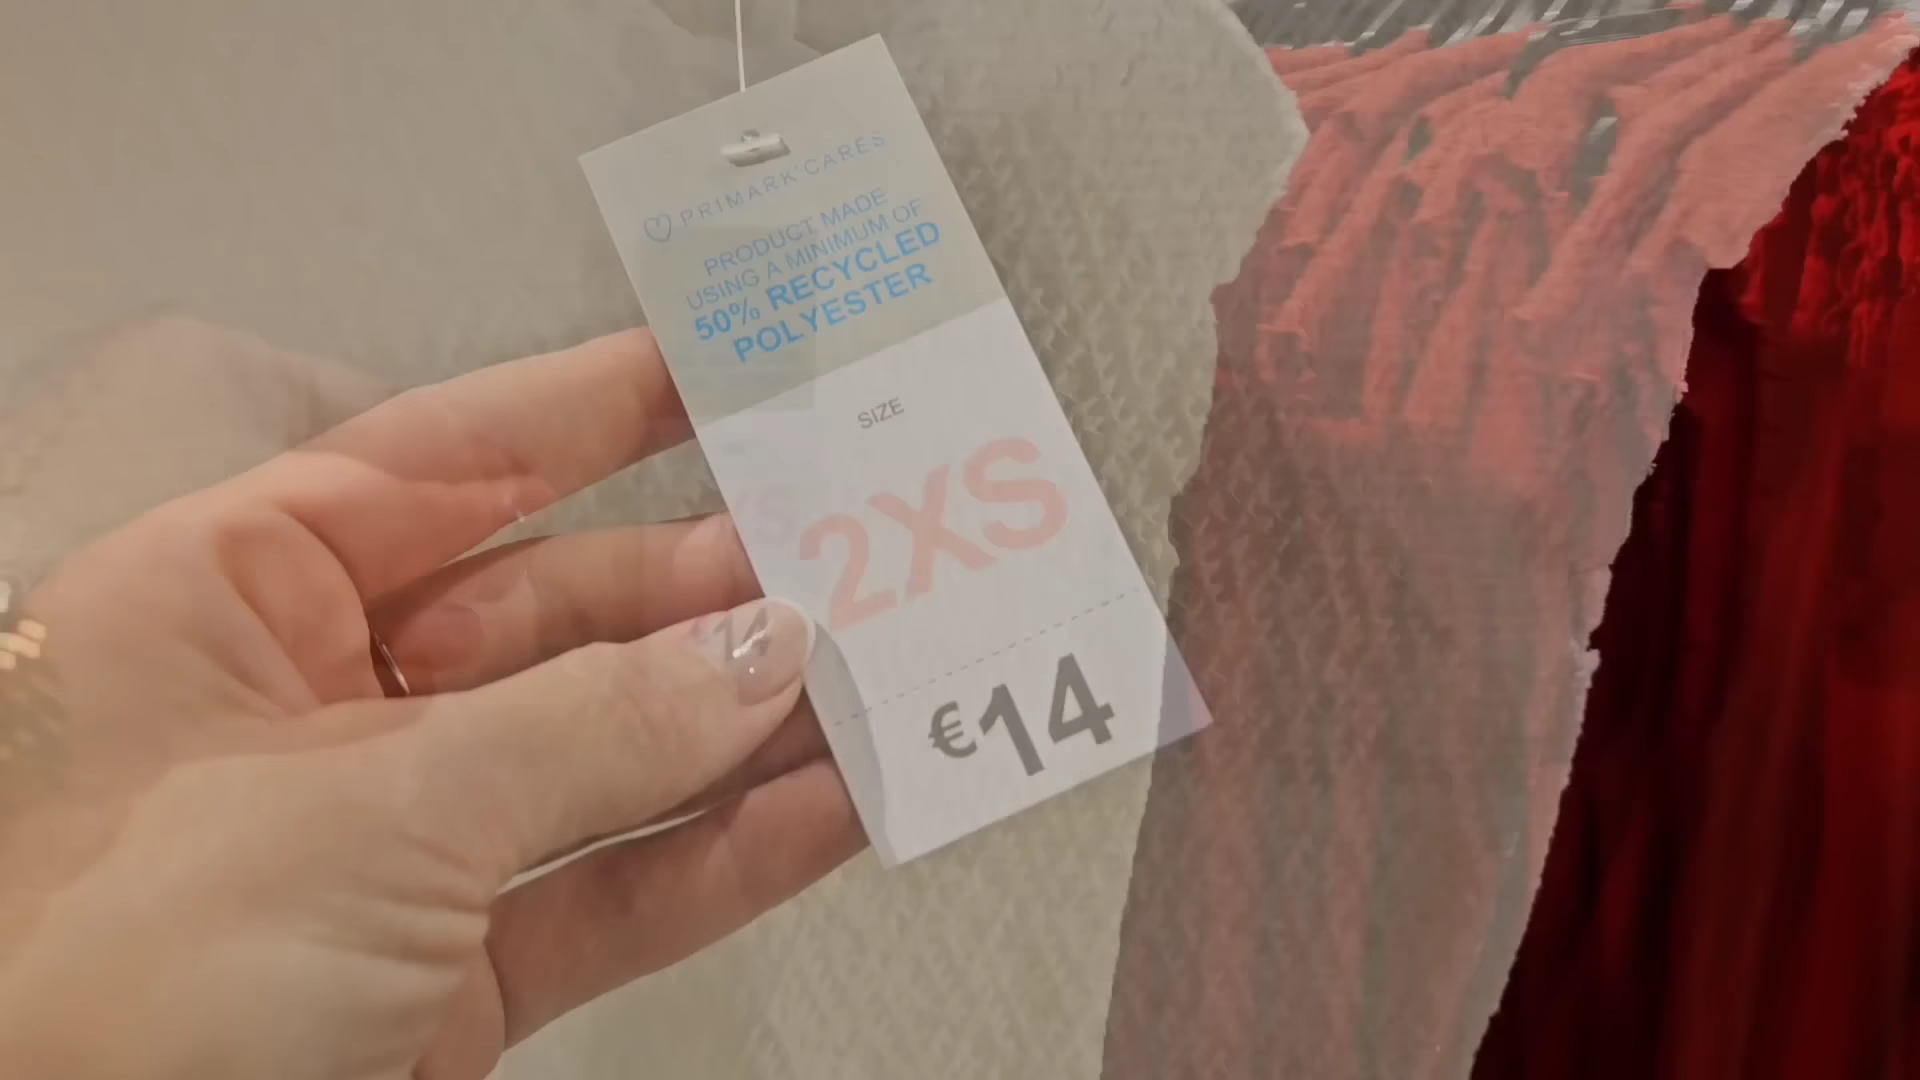 PRIMARK CARES
PRODUCT MADE
USING A MINIMUM OF
50% RECYCLED
POLYESTER
SIZE
2XS
€14